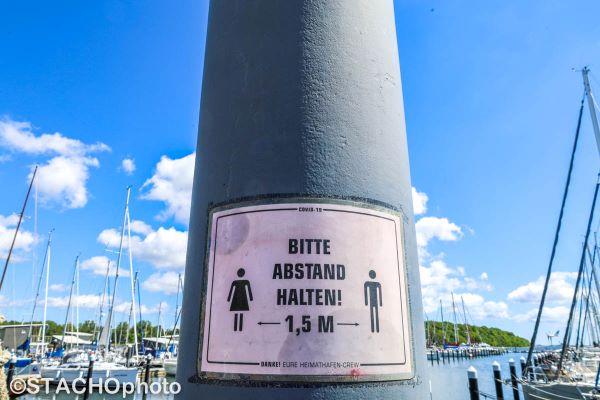 COVID-19
BITTE
ABSTAND
HALTEN!
1,5 M
DANKE! EURE HEIMATHAFEN-CREW
©STACHOphoto